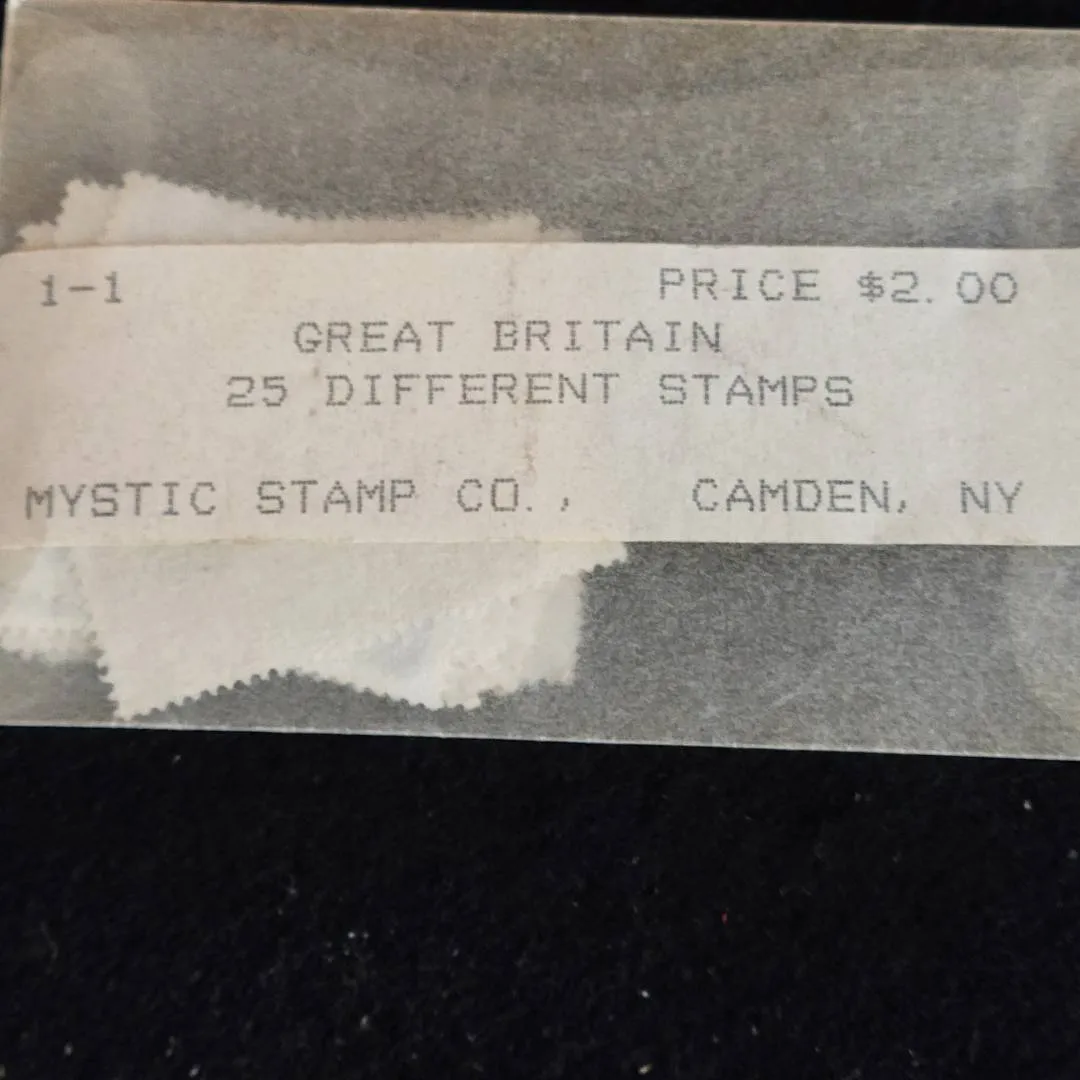 1-1 PRICE $2.00
GREAT BRITAIN
25 DIFFERENT STAMPS
MYSTIC STAMP CO., CAMDEN, NY